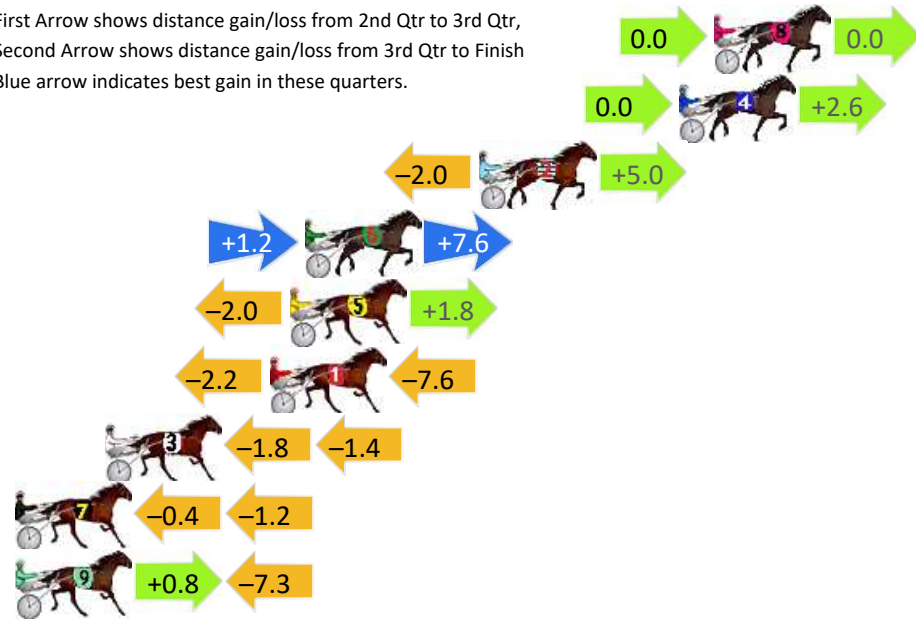 First Arrow shows distance gain/loss from 2nd Qtr to 3rd Qtr,
Second Arrow shows distance gain/loss from 3rd Qtr to Finish
Blue arrow indicates best gain in these quarters.
0.0 8 0.0
0.0 4 +2.6
–2.0 2 +5.0
+1.2 6 +7.6
–2.0 5 +1.8
–2.2 1 –7.6
3 –1.8 –1.4
7 –0.4 –1.2
9 +0.8 –7.3